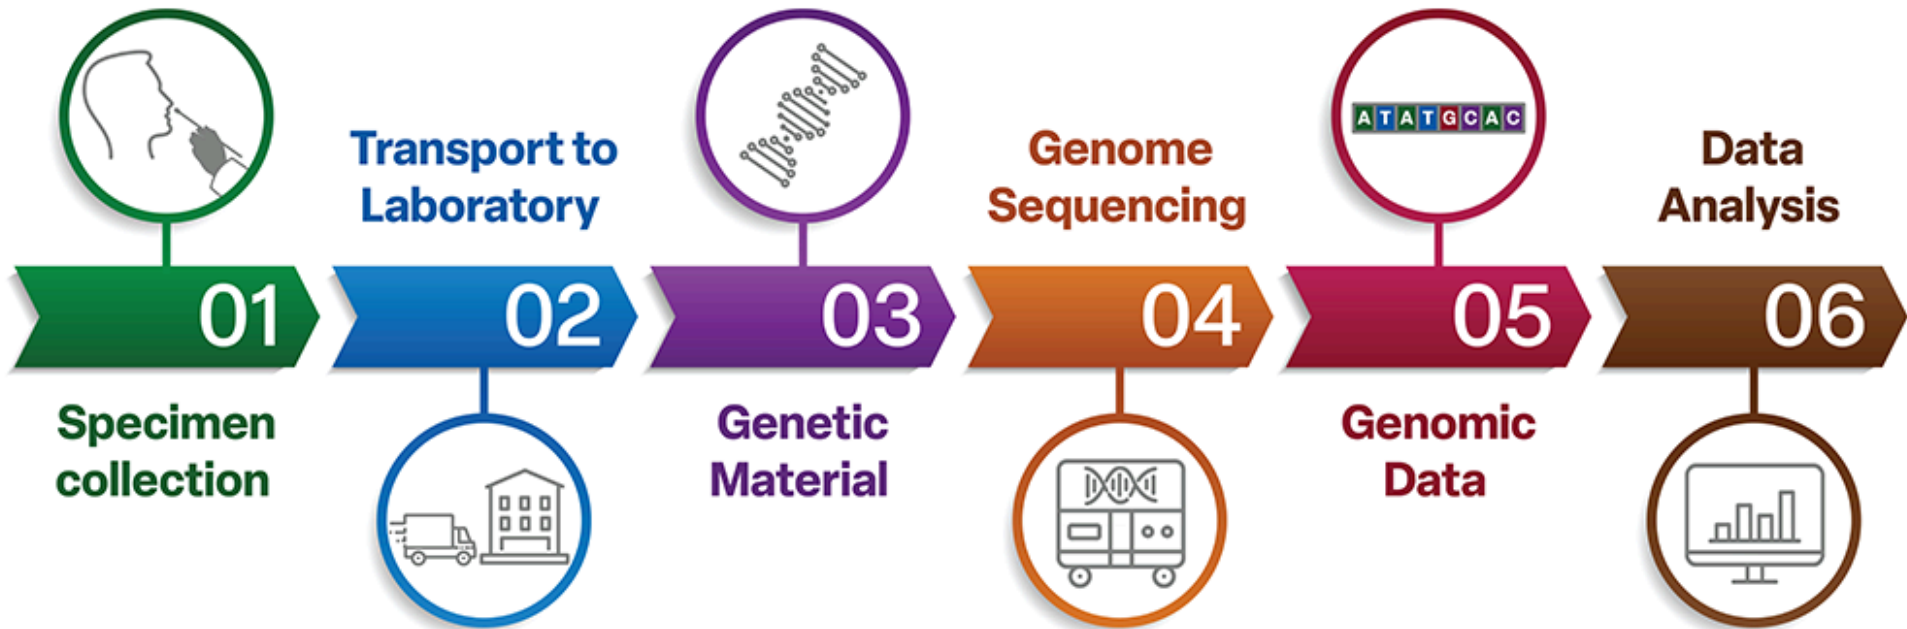 01
Specimen
collection
Transport to
Laboratory
02
03
Genetic
Material
Genome
Sequencing
04
ATATGCAC
05
Genomic
Data
Data
Analysis
06